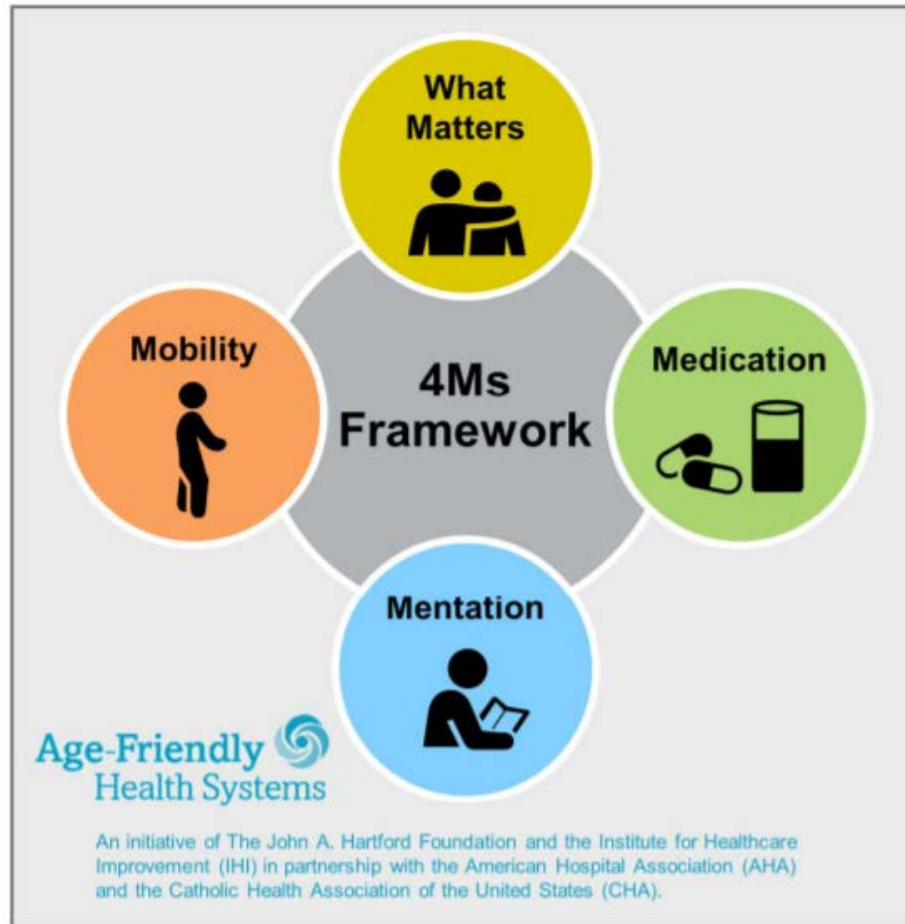 What
Matters
Mobility
4Ms
Framework
Medication
Mentation
Age-Friendly
Health Systems
An initiative of The John A. Hartford Foundation and the Institute for Healthcare
Improvement (IHI) in partnership with the American Hospital Association (AHA)
and the Catholic Health Association of the United States (CHA).